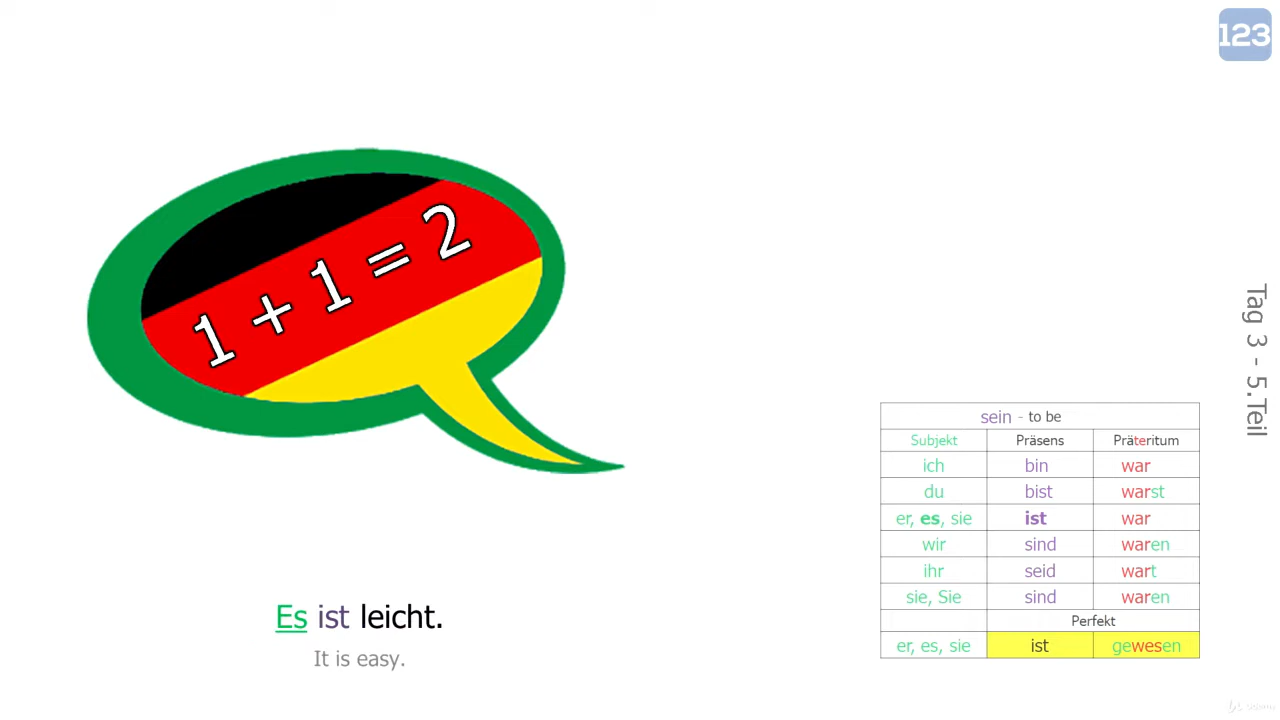 123
1 + 1 = 2
Es ist leicht.
It is easy.
sein - to be
Subjekt Präsens Präteritum
ich bin war
du bist warst
er, es, sie ist war
wir sind waren
ihr seid wart
sie, Sie sind waren
Perfekt
er, es, sie ist gewesen
Tag 3 - 5.Teil